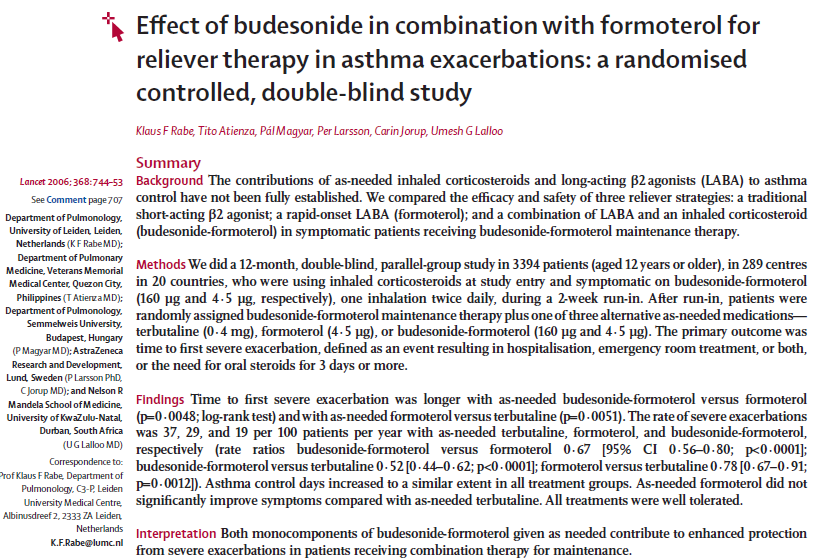 Effect of budesonide in combination with formoterol for
reliever therapy in asthma exacerbations: a randomised
controlled, double-blind study
Klaus F Rabe, Tito Atienza, Pál Magyar, Per Larsson, Carin Jorup, Umesh G Lalloo
Summary
Background The contributions of as-needed inhaled corticosteroids and long-acting β2 agonists (LABA) to asthma
control have not been fully established. We compared the efficacy and safety of three reliever strategies: a traditional
short-acting β2 agonist; a rapid-onset LABA (formoterol); and a combination of LABA and an inhaled corticosteroid
(budesonide-formoterol) in symptomatic patients receiving budesonide-formoterol maintenance therapy.
Methods We did a 12-month, double-blind, parallel-group study in 3394 patients (aged 12 years or older), in 289 centres
in 20 countries, who were using inhaled corticosteroids at study entry and symptomatic on budesonide-formoterol
(160 μg and 4·5 μg, respectively), one inhalation twice daily, during a 2-week run-in. After run-in, patients were
randomly assigned budesonide-formoterol maintenance therapy plus one of three alternative as-needed medications—
terbutaline (0·4 mg), formoterol (4·5 μg), or budesonide-formoterol (160 μg and 4·5 μg). The primary outcome was
time to first severe exacerbation, defined as an event resulting in hospitalisation, emergency room treatment, or both,
or the need for oral steroids for 3 days or more.
Findings Time to first severe exacerbation was longer with as-needed budesonide-formoterol versus formoterol
(p=0·0048; log-rank test) and with as-needed formoterol versus terbutaline (p=0·0051). The rate of severe exacerbations
was 37, 29, and 19 per 100 patients per year with as-needed terbutaline, formoterol, and budesonide-formoterol,
respectively (rate ratios budesonide-formoterol versus formoterol 0·67 [95% CI 0·56–0·80; p<0·0001];
budesonide-formoterol versus terbutaline 0·52 [0·44–0·62; p<0·0001]; formoterol versus terbutaline 0·78 [0·67–0·91;
p=0·0012]). Asthma control days increased to a similar extent in all treatment groups. As-needed formoterol did not
significantly improve symptoms compared with as-needed terbutaline. All treatments were well tolerated.
Interpretation Both monocomponents of budesonide-formoterol given as needed contribute to enhanced protection
from severe exacerbations in patients receiving combination therapy for maintenance.
Lancet 2006; 368: 744–53
See Comment page 707
Department of Pulmonology,
University of Leiden, Leiden,
Netherlands (K F Rabe MD);
Department of Pulmonary
Medicine, Veterans Memorial
Medical Center, Quezon City,
Philippines (T Atienza MD);
Department of Pulmonology,
Semmelweis University,
Budapest, Hungary
(P Magyar MD); AstraZeneca
Research and Development,
Lund, Sweden (P Larsson PhD,
C Jorup MD); and Nelson R
Mandela School of Medicine,
University of KwaZulu-Natal,
Durban, South Africa
(U G Lalloo MD)
Correspondence to:
Prof Klaus F Rabe, Department of
Pulmonology, C3-P, Leiden
University Medical Centre,
Albinusdreef 2, 2333 ZA Leiden,
Netherlands
K.F.Rabe@lumc.nl